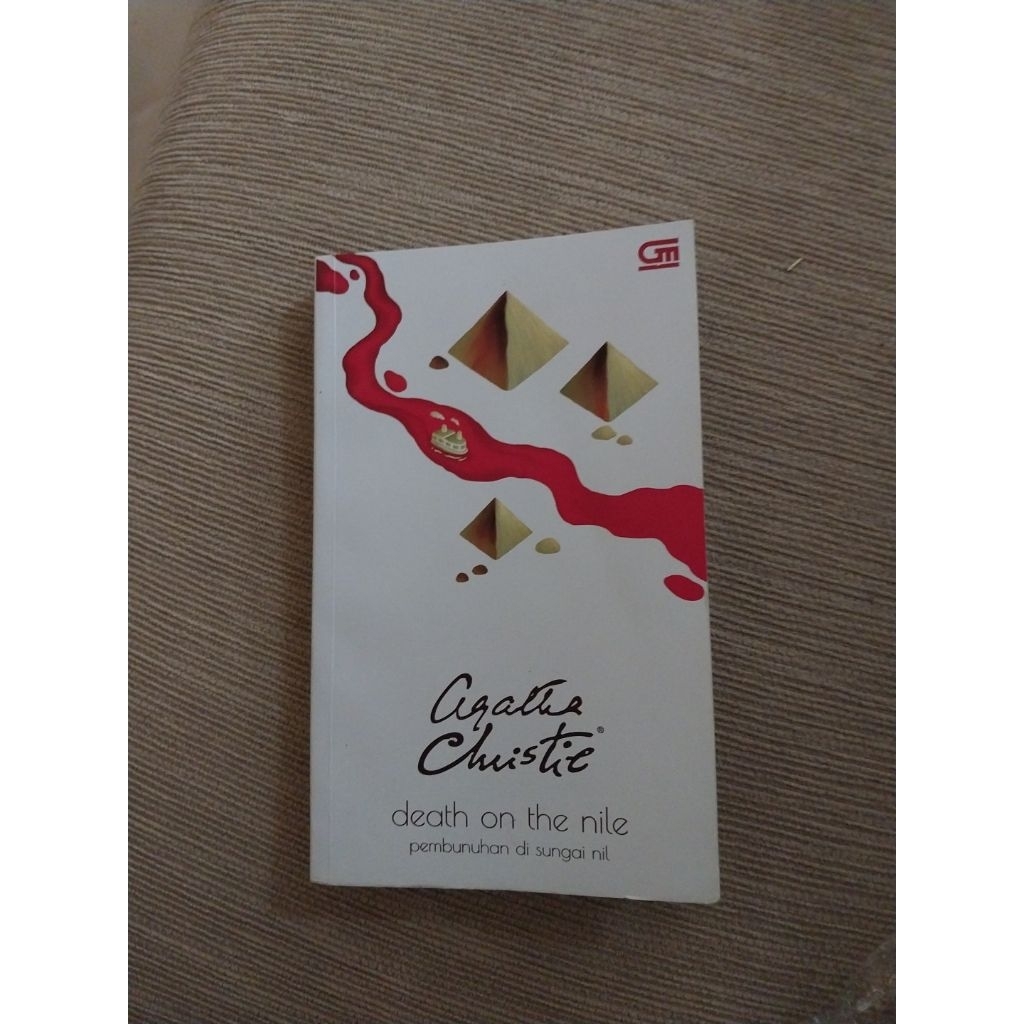 GM
Agatha
Christie®
death on the nile
pembunuhan di sungai nil